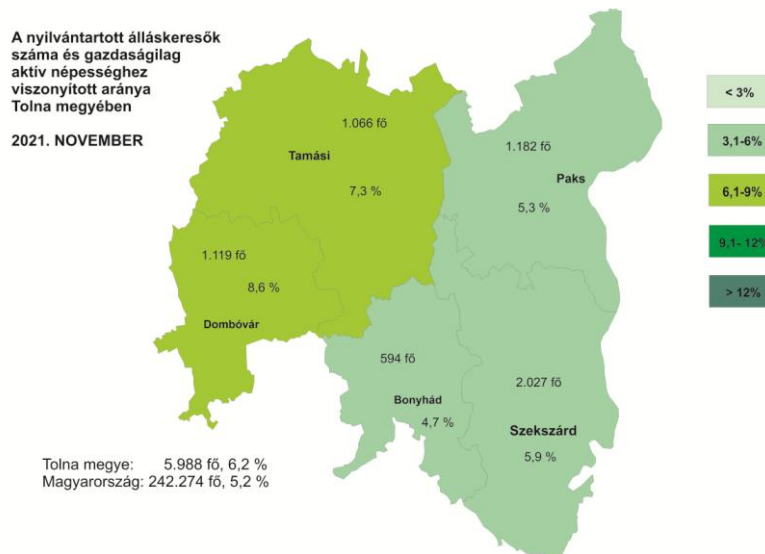 A nyilvántartott álláskeresők
száma és gazdaságilag
aktív népességhez
viszonyított aránya
Tolna megyében
2021. NOVEMBER
1.066 fő
Tamási
7,3 %
1.182 fő
Paks
5,3 %
1.119 fő
8,6 %
Dombóvár
594 fő
Bonyhád
4,7 %
2.027 fő
Szekszárd
5,9 %
< 3%
3,1-6%
6,1-9%
9,1- 12%
> 12%
Tolna megye: 5.988 fő, 6,2 %
Magyarország: 242.274 fő, 5,2 %